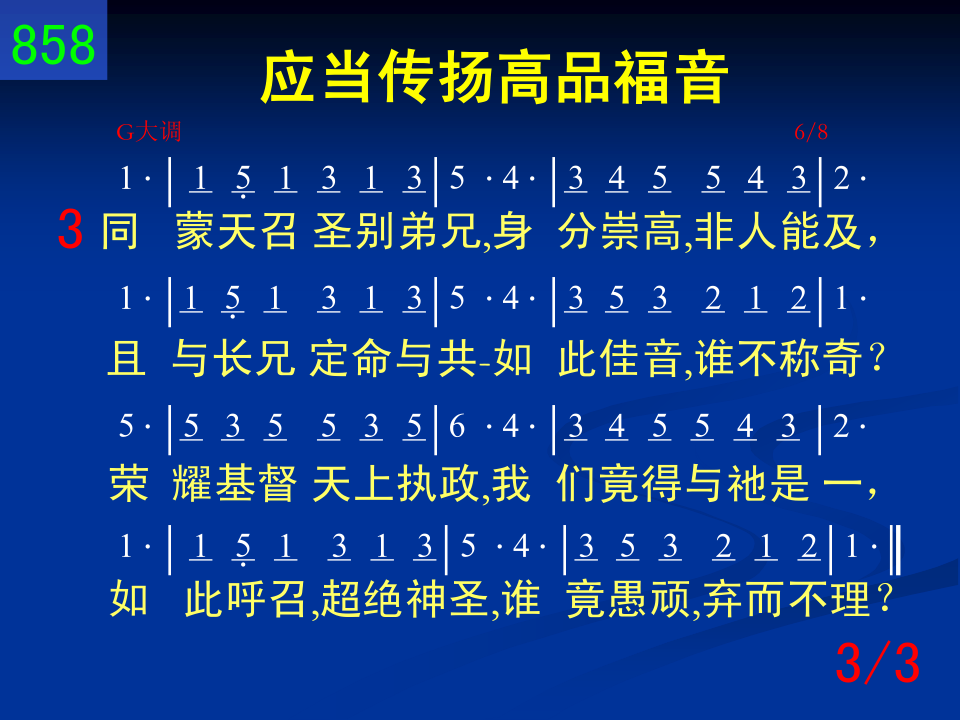 858
应当传扬高品福音
G大调 6/8
1· | 1 5̣ 1 3 1 3 | 5 ·4· | 3 4 5 5 4 3 | 2·
3 同 蒙天召 圣别弟兄,身 分崇高,非人能及，
1· | 1 5̣ 1 3 1 3 | 5 ·4· | 3 5 3 2 1 2 | 1·
且 与长兄 定命与共-如 此佳音,谁不称奇？
5· | 5 3 5 5 3 5 | 6 ·4· | 3 4 5 5 4 3 | 2·
荣 耀基督 天上执政,我 们竟得与祂是 一，
1· | 1 5̣ 1 3 1 3 | 5 ·4· | 3 5 3 2 1 2 | 1· ‖
如 此呼召,超绝神圣,谁 竟愚顽,弃而不理？
3/3